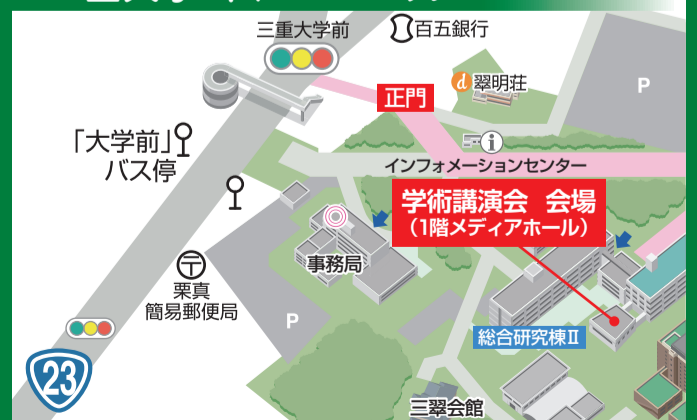 三重大学前
百五銀行
d 翠明荘
P
正門
「大学前」
バス停
i
インフォメーションセンター
学術講演会 会場
(1階メディアホール)
事務局
〒
栗真
簡易郵便局
P
総合研究棟Ⅱ
23
三翠会館